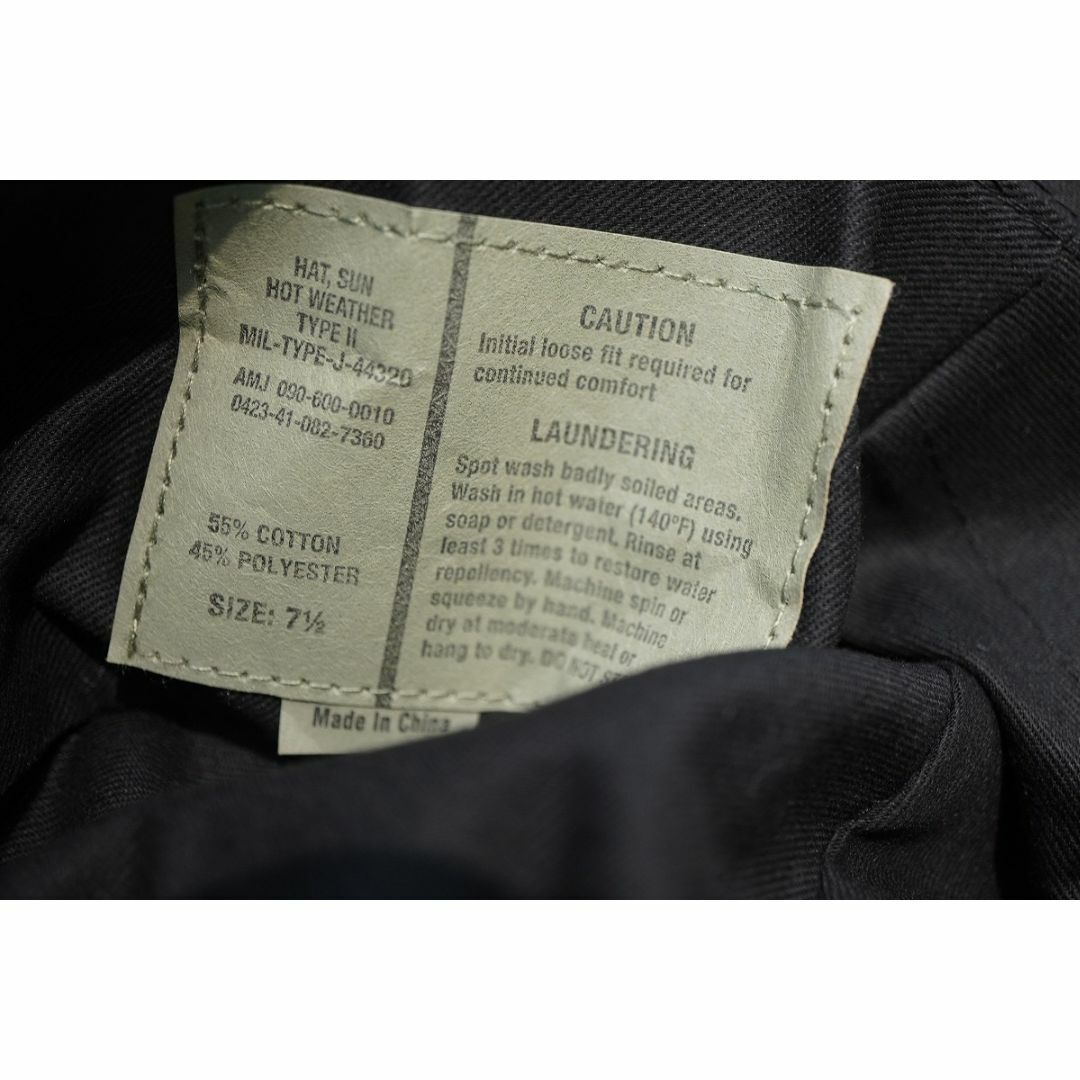 HAT, SUN
HOT WEATHER
TYPE II
MIL-TYPE-J-44320
AMJ 090-600-0010
0423-41-082-7360
55% COTTON
45% POLYESTER
SIZE: 7½
CAUTION
Initial loose fit required for
continued comfort
LAUNDERING
Spot wash badly soiled areas.
Wash in hot water (140°F) using
soap or detergent. Rinse at
least 3 times to restore water
repellency. Machine spin or
squeeze by hand. Machine
dry at moderate heat or
hang to dry. DO NOT
Made In China